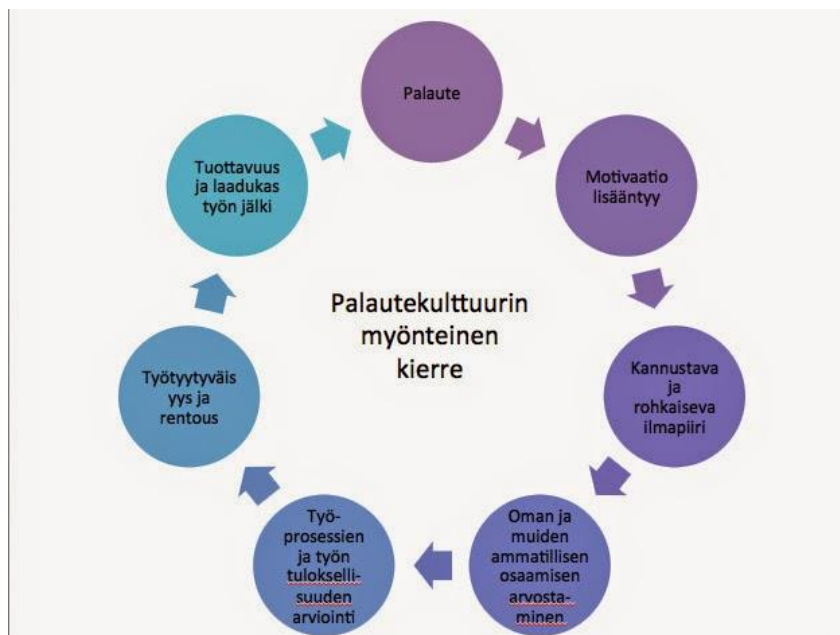 Palaute
Motivaatio
lisääntyy
Kannustava
ja
rohkaiseva
ilmapiiri
Oman ja
muiden
ammatillisen
osaamisen
arvosta-
minen
Työ-
prosessien
ja työn
tulokselli-
suuden
arviointi
Työtyytyväis
yys ja
rentous
Tuottavuus
ja laadukas
työn jälki
Palautekulttuurin
myönteinen
kierre